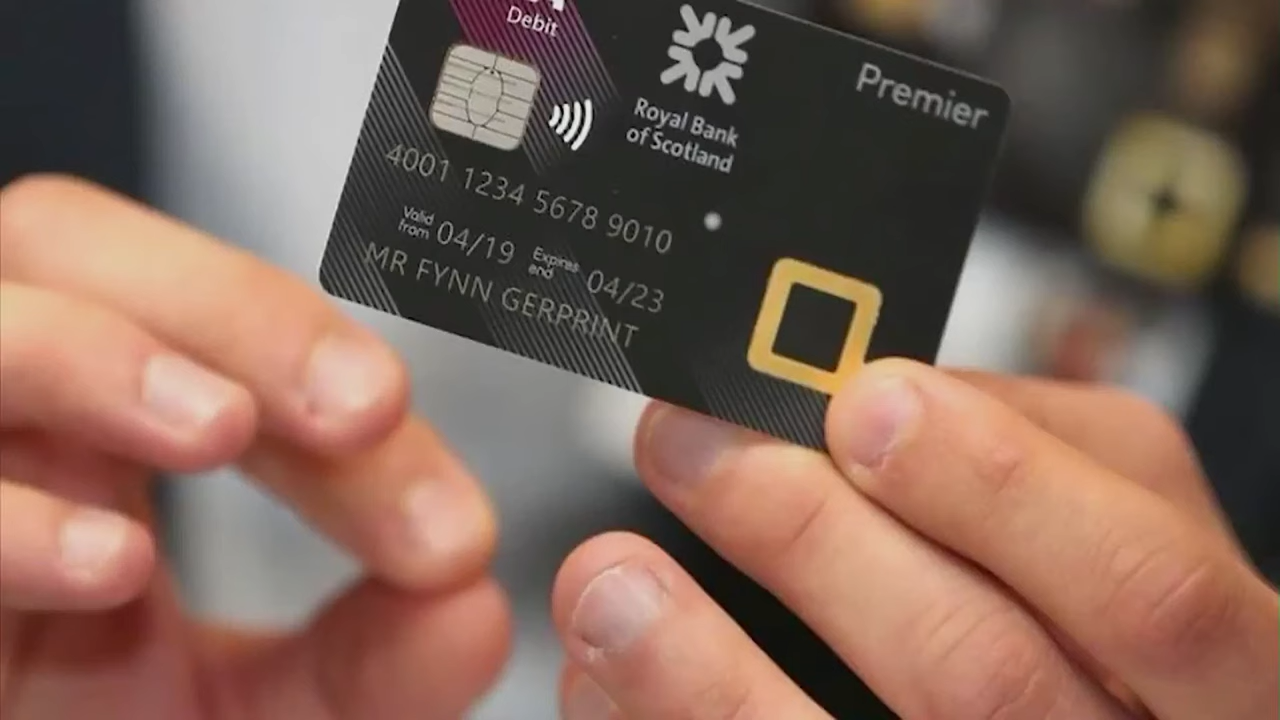 Debit
Premier
Royal Bank
of Scotland
4001 1234 5678 9010
Valid
from 04/19 Expires
end 04/23
MR FYNN GERPRINT